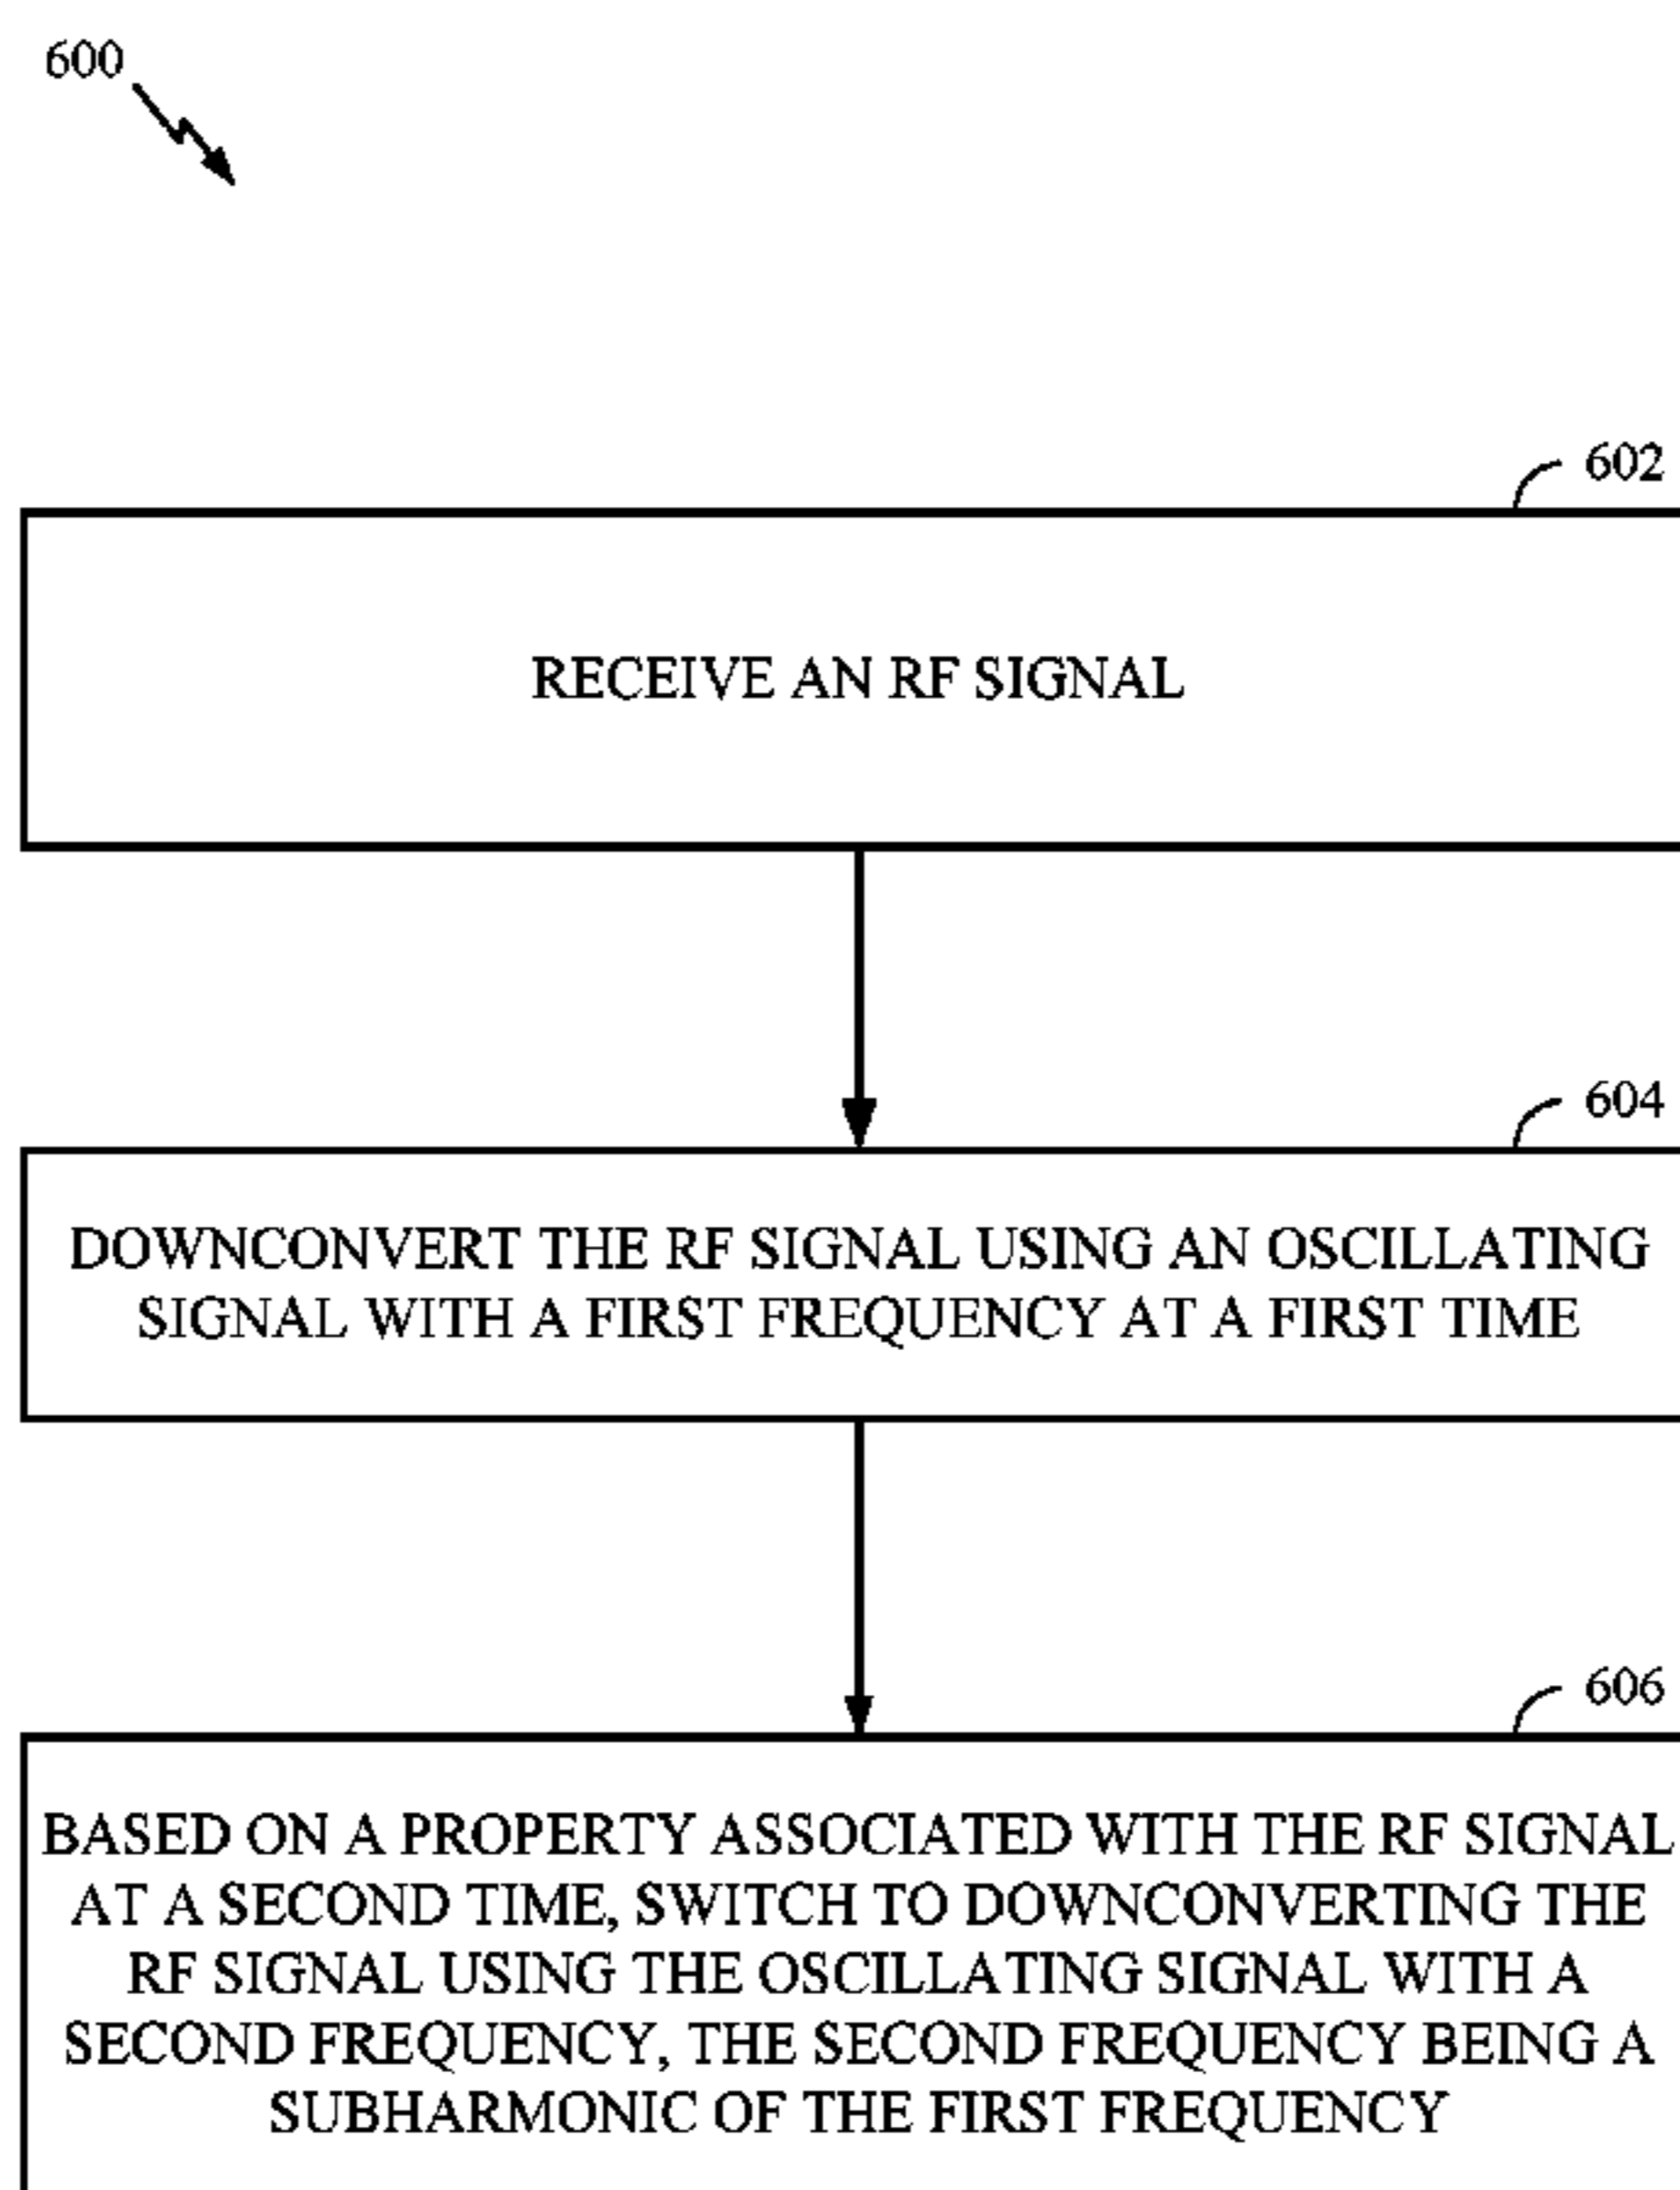 600
602
RECEIVE AN RF SIGNAL
604
DOWNCONVERT THE RF SIGNAL USING AN OSCILLATING
SIGNAL WITH A FIRST FREQUENCY AT A FIRST TIME
606
BASED ON A PROPERTY ASSOCIATED WITH THE RF SIGNAL
AT A SECOND TIME, SWITCH TO DOWNCONVERTING THE
RF SIGNAL USING THE OSCILLATING SIGNAL WITH A
SECOND FREQUENCY, THE SECOND FREQUENCY BEING A
SUBHARMONIC OF THE FIRST FREQUENCY